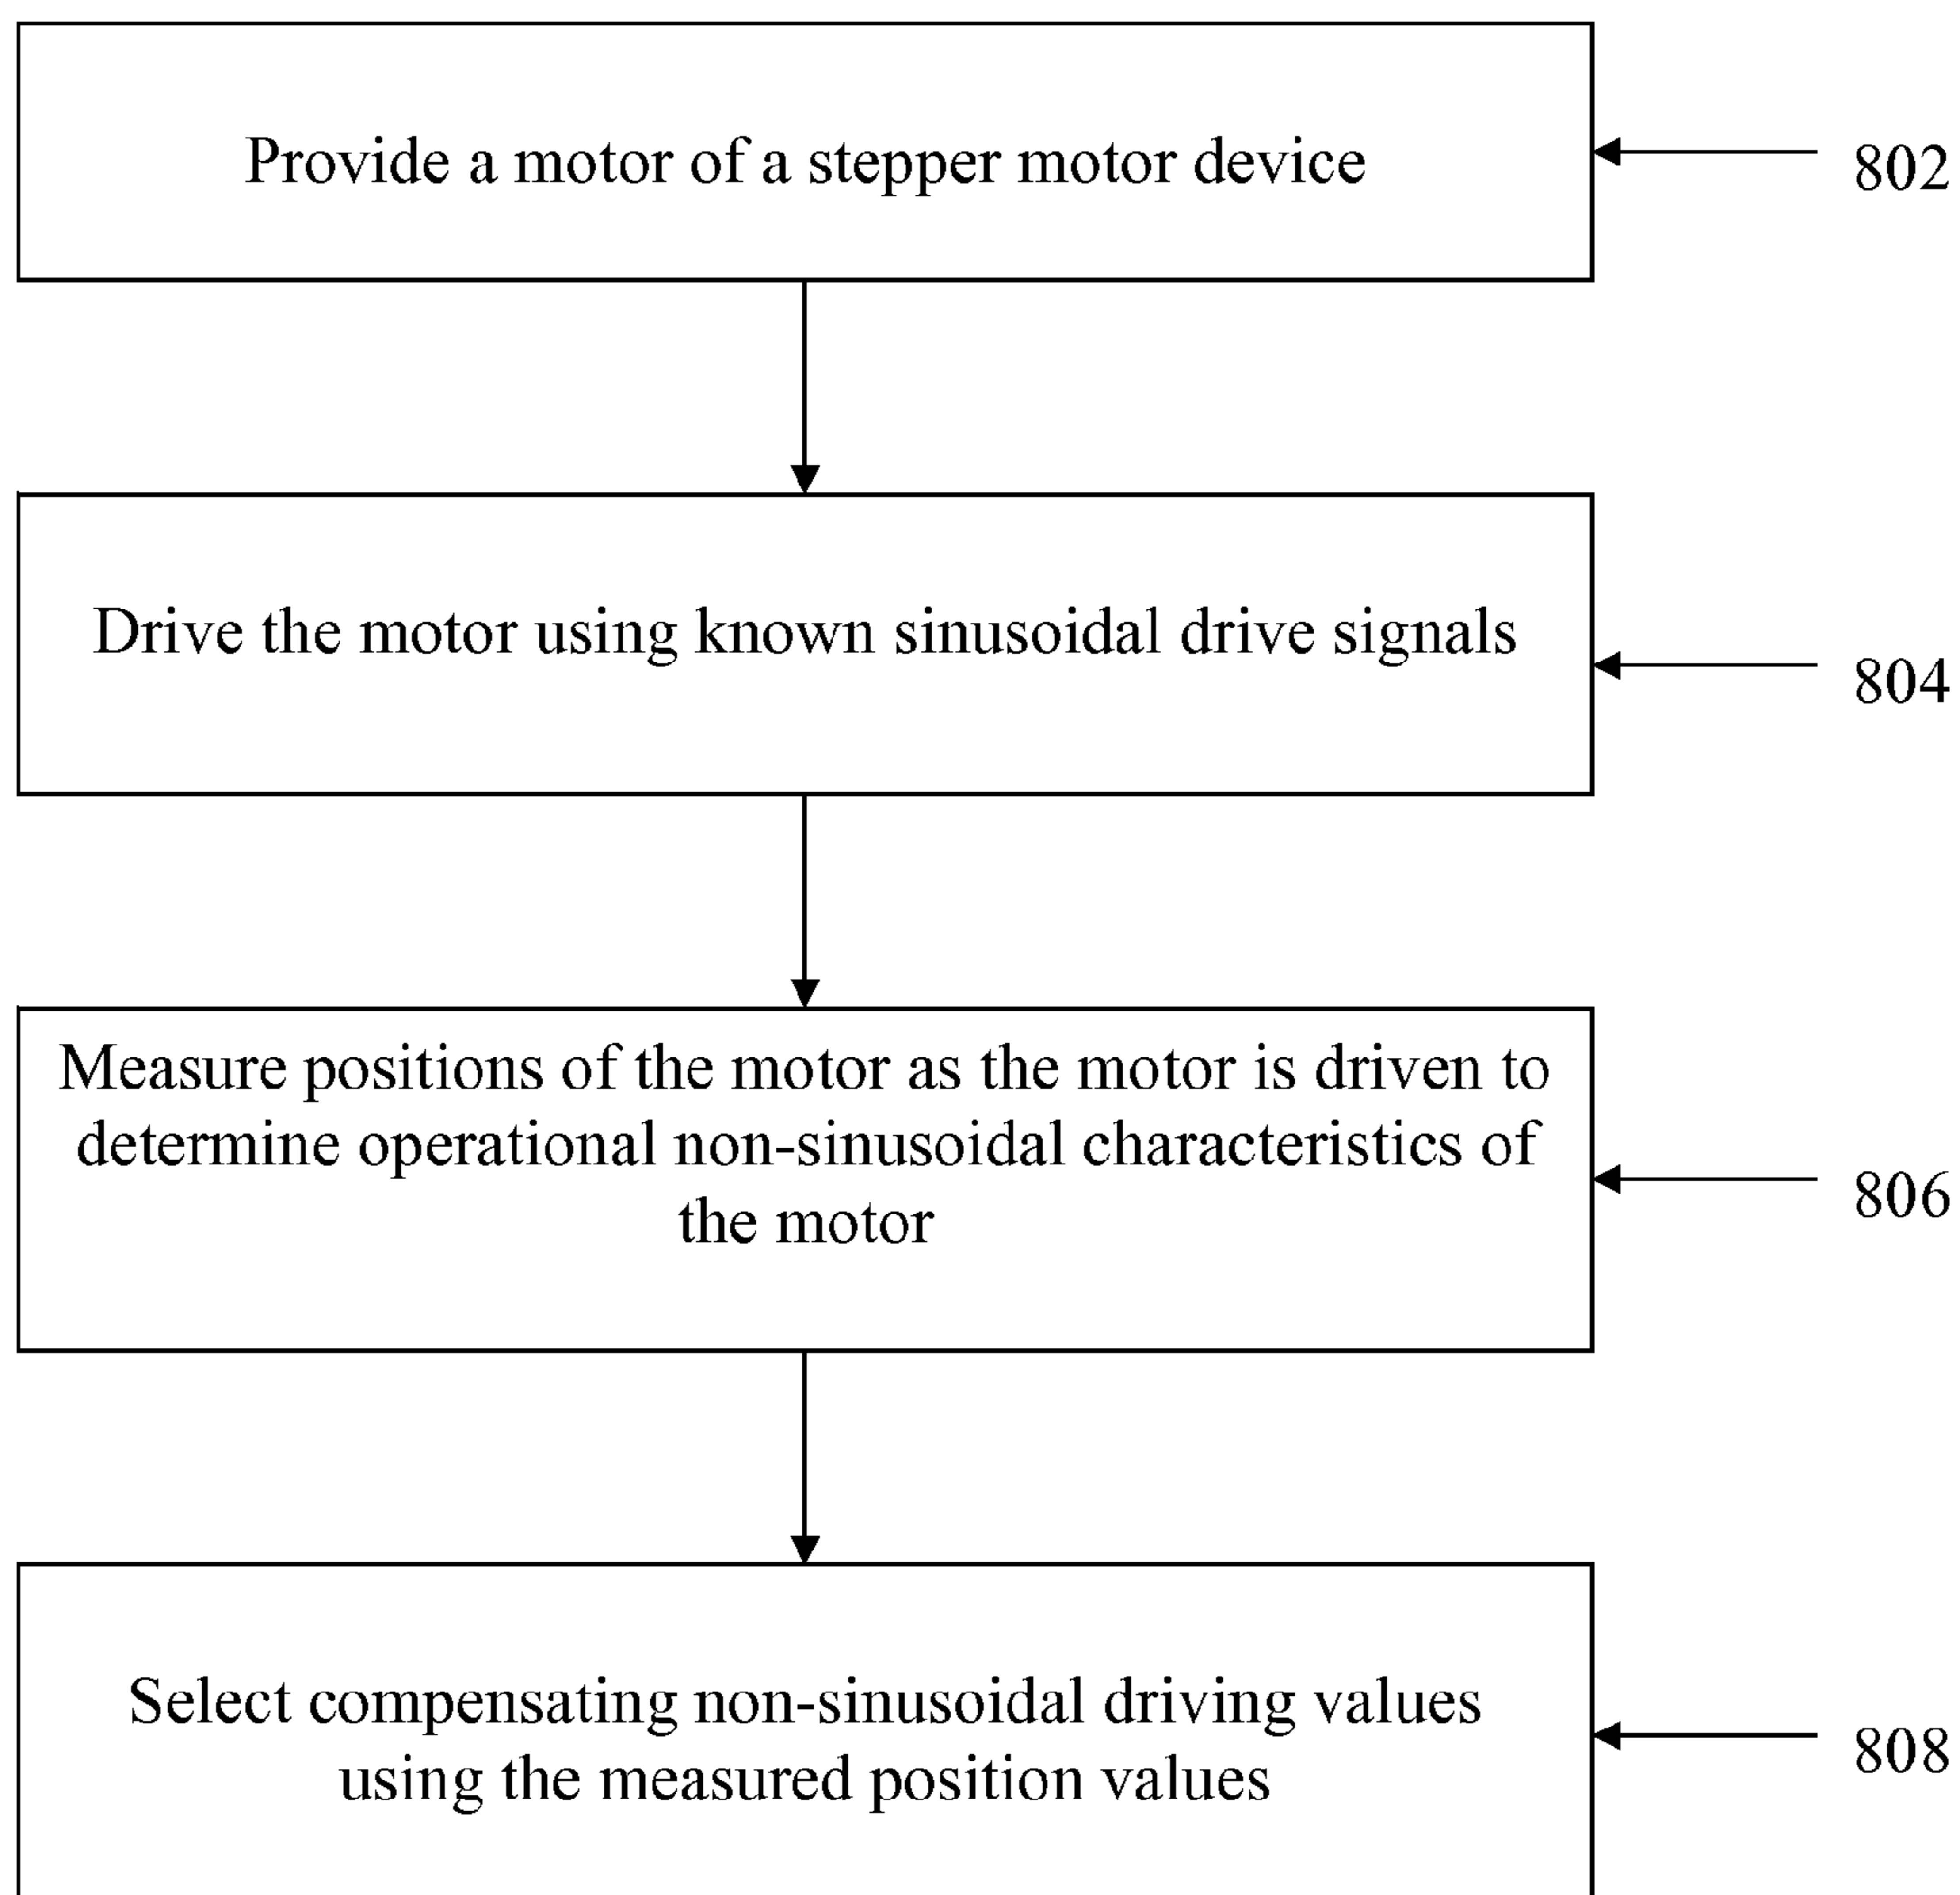 Provide a motor of a stepper motor device
802
Drive the motor using known sinusoidal drive signals
804
Measure positions of the motor as the motor is driven to
determine operational non-sinusoidal characteristics of
the motor
806
Select compensating non-sinusoidal driving values
using the measured position values
808